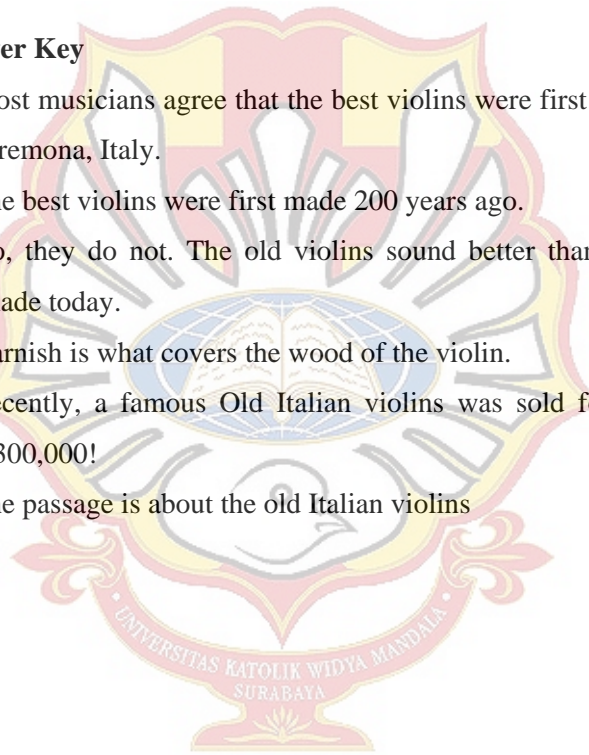 er Key
ost musicians agree that the best violins were first
remona, Italy.
e best violins were first made 200 years ago.
o, they do not. The old violins sound better than
ade today.
arnish is what covers the wood of the violin.
ecently, a famous Old Italian violins was sold f
300,000!
e passage is about the old Italian violins
UNIVERSITAS KATOLIK WIDYA MANDALA
SURABAYA